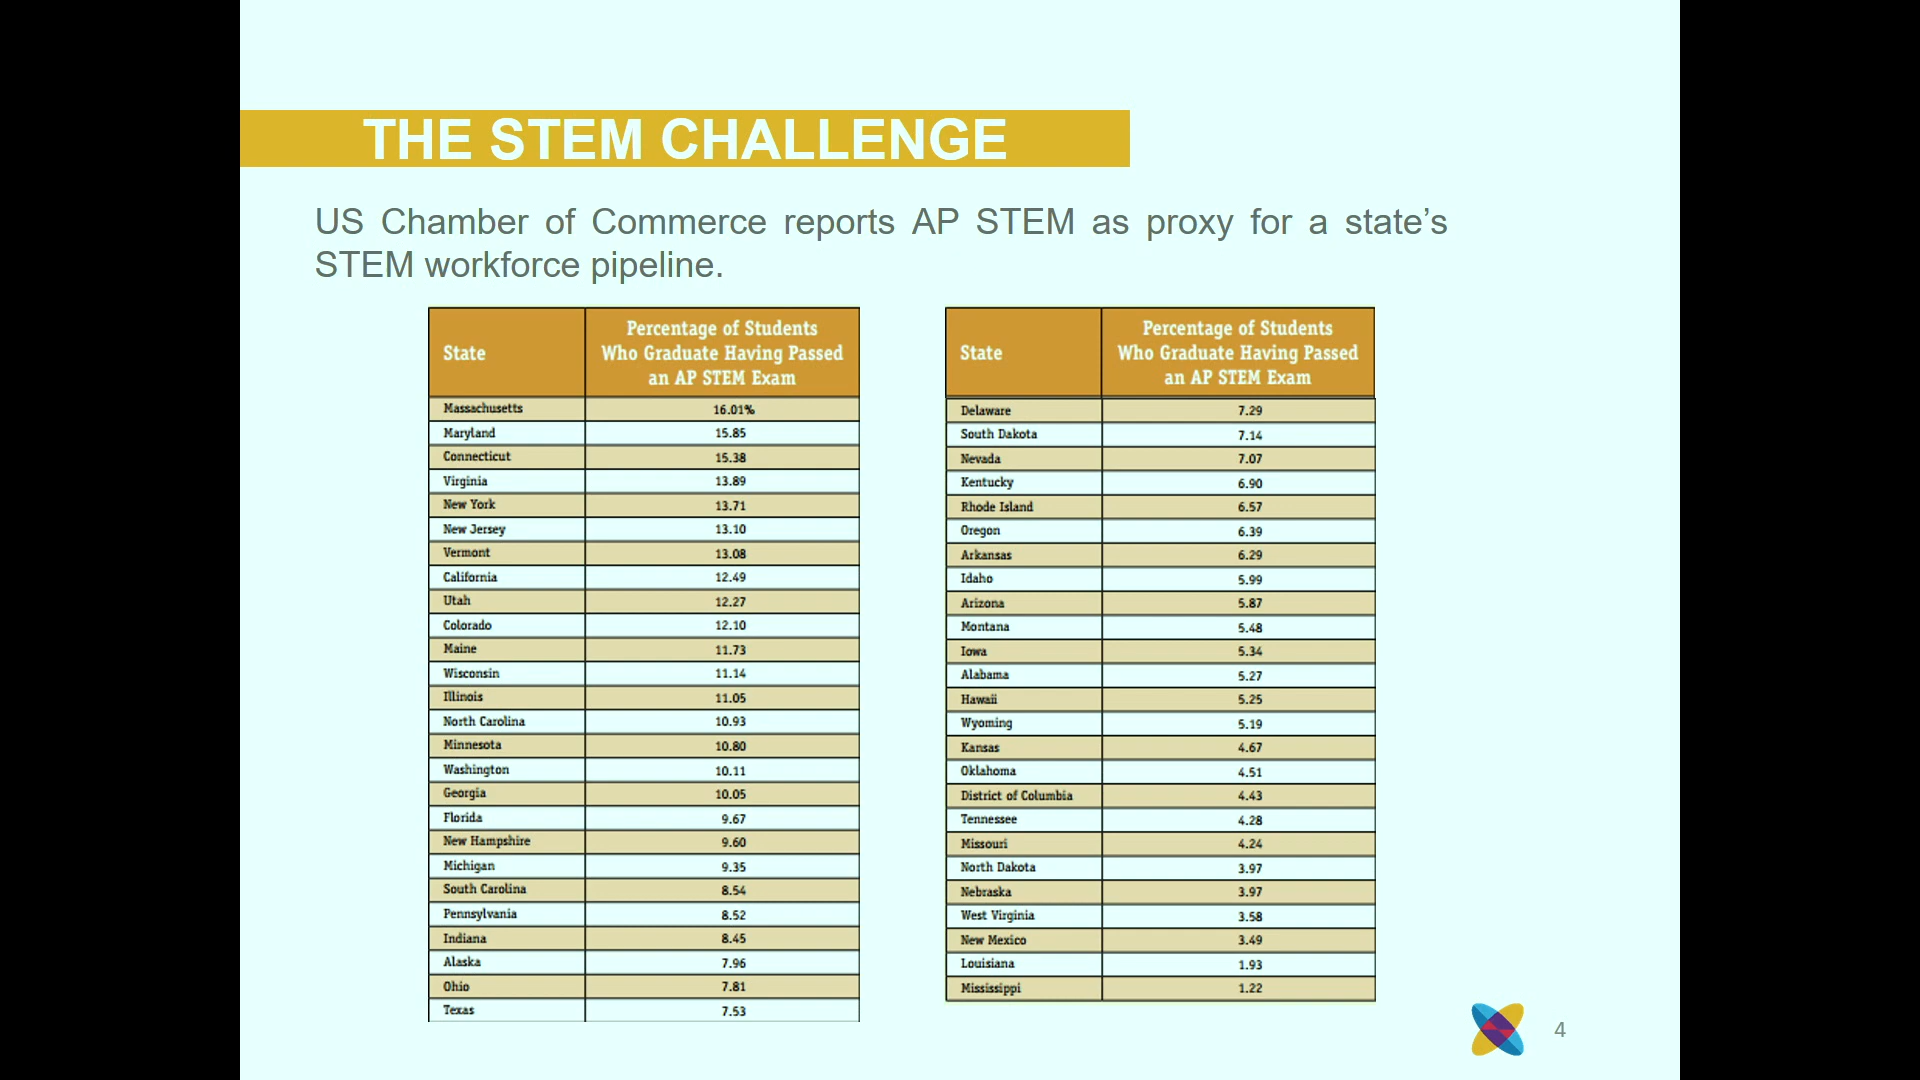 THE STEM CHALLENGE
US Chamber of Commerce reports AP STEM as proxy for a state’s
STEM workforce pipeline.
State
Percentage of Students
Who Graduate Having Passed
an AP STEM Exam
Massachusetts 16.01%
Maryland 15.85
Connecticut 15.38
Virginia 13.89
New York 13.71
New Jersey 13.10
Vermont 13.08
California 12.49
Utah 12.27
Colorado 12.10
Maine 11.73
Wisconsin 11.14
Illinois 11.05
North Carolina 10.93
Minnesota 10.80
Washington 10.11
Georgia 10.05
Florida 9.67
New Hampshire 9.60
Michigan 9.35
South Carolina 8.54
Pennsylvania 8.52
Indiana 8.45
Alaska 7.96
Ohio 7.81
Texas 7.53
State
Percentage of Students
Who Graduate Having Passed
an AP STEM Exam
Delaware 7.29
South Dakota 7.14
Nevada 7.07
Kentucky 6.90
Rhode Island 6.57
Oregon 6.39
Arkansas 6.29
Idaho 5.99
Arizona 5.87
Montana 5.48
Iowa 5.34
Alabama 5.27
Hawaii 5.25
Wyoming 5.19
Kansas 4.67
Oklahoma 4.51
District of Columbia 4.43
Tennessee 4.28
Missouri 4.24
North Dakota 3.97
Nebraska 3.97
West Virginia 3.58
New Mexico 3.49
Louisiana 1.93
Mississippi 1.22
4